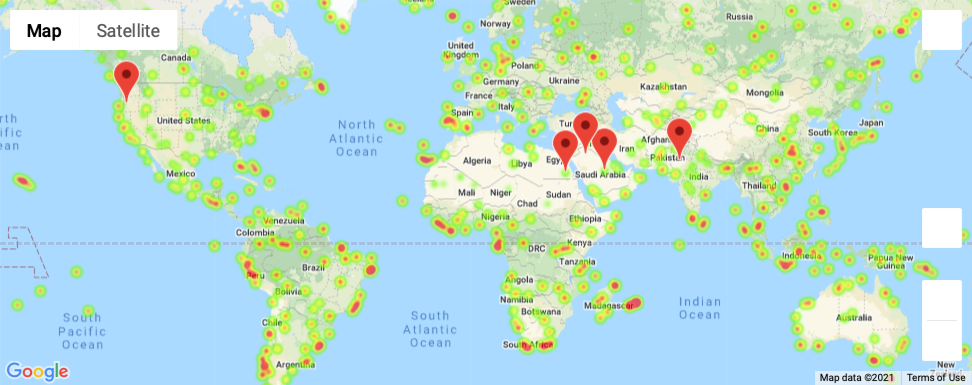 Map
Satellite
Sweden
Norway
Russia
Canada
United
Kingdom
Poland
Germany
Ukraine
Kazakhstan
France
Mongolia
Italy
Spain
United States
North
Atlantic
Ocean
China
South Korea
Japan
Iran
Pakistan
Algeria
Libya
Saudi Arabia
Mexico
India
Mali
Niger
Sudan
Chad
Thailand
Nigeria
Ethiopia
Venezuela
Colombia
DRC
Kenya
Tanzania
Indonesia
Papua New
Guinea
Peru
Brazil
Angola
Bolivia
Namibia
Madagascar
Botswana
Indian
Ocean
South
Pacific
Ocean
South
Atlantic
Ocean
Chile
Australia
South Africa
Argentina
New
Google
Map data ©2021
Terms of Use